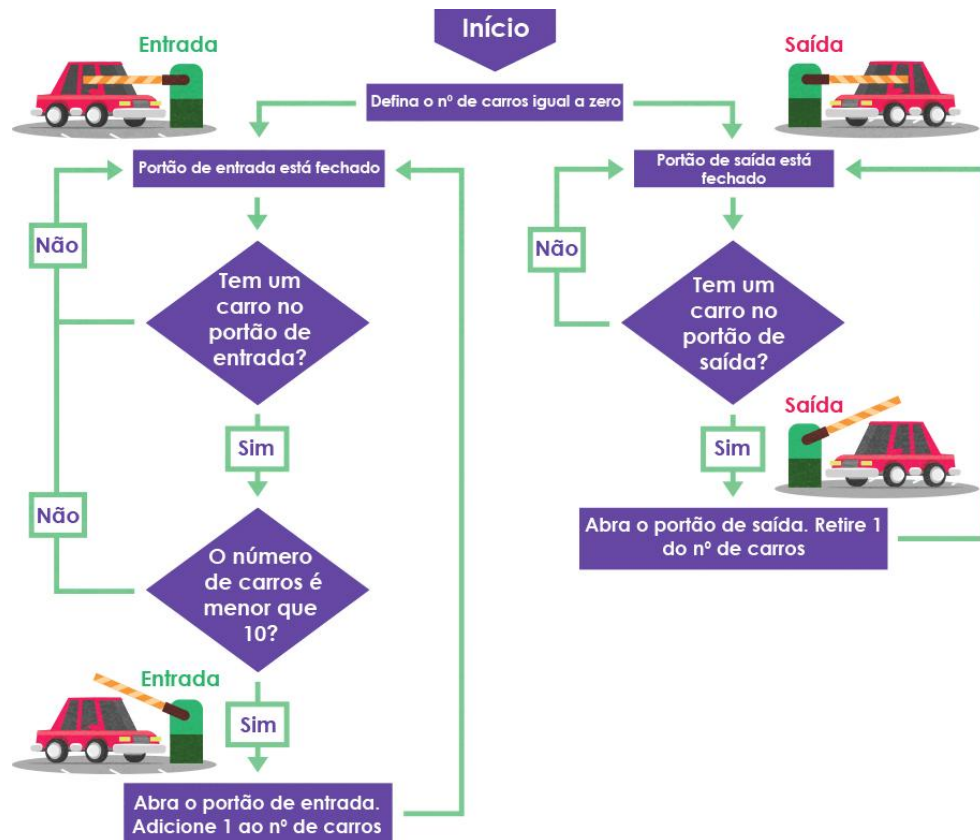 Início
Entrada
Saída
Defina o nº de carros igual a zero
Portão de entrada está fechado
Não
Tem um
carro no
portão de
entrada?
Sim
Não
O número
de carros é
menor que
10?
Entrada
Sim
Abra o portão de entrada.
Adicione 1 ao nº de carros
Portão de saída está
fechado
Não
Tem um
carro no
portão de
saída?
Saída
Sim
Abra o portão de saída. Retire 1
do nº de carros